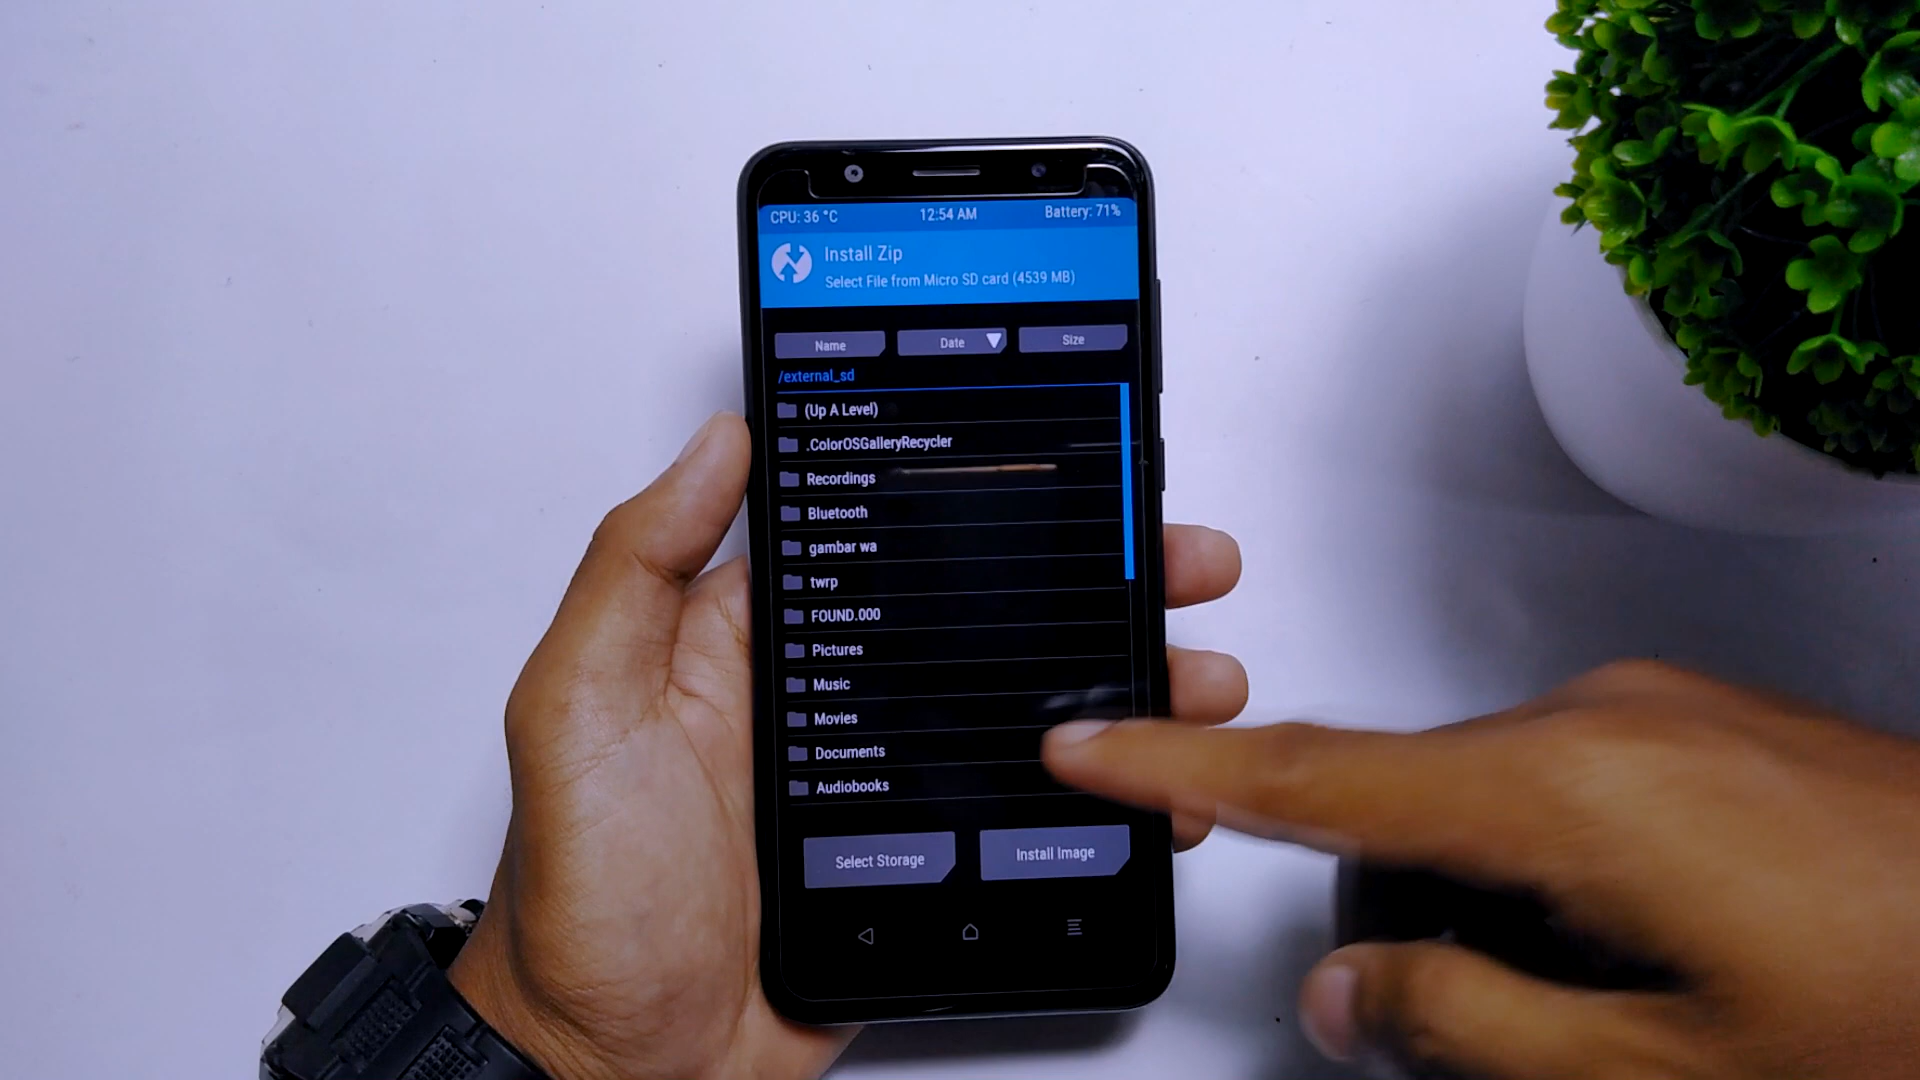 CPU: 36 °C 12:54 AM Battery: 71%
Install Zip
Select File from Micro SD card (4539 MB)
Name Date Size
/external_sd
(Up A Level)
.ColorOSGalleryRecycler
Recordings
Bluetooth
gambar wa
twrp
FOUND.000
Pictures
Music
Movies
Documents
Audiobooks
Select Storage Install Image